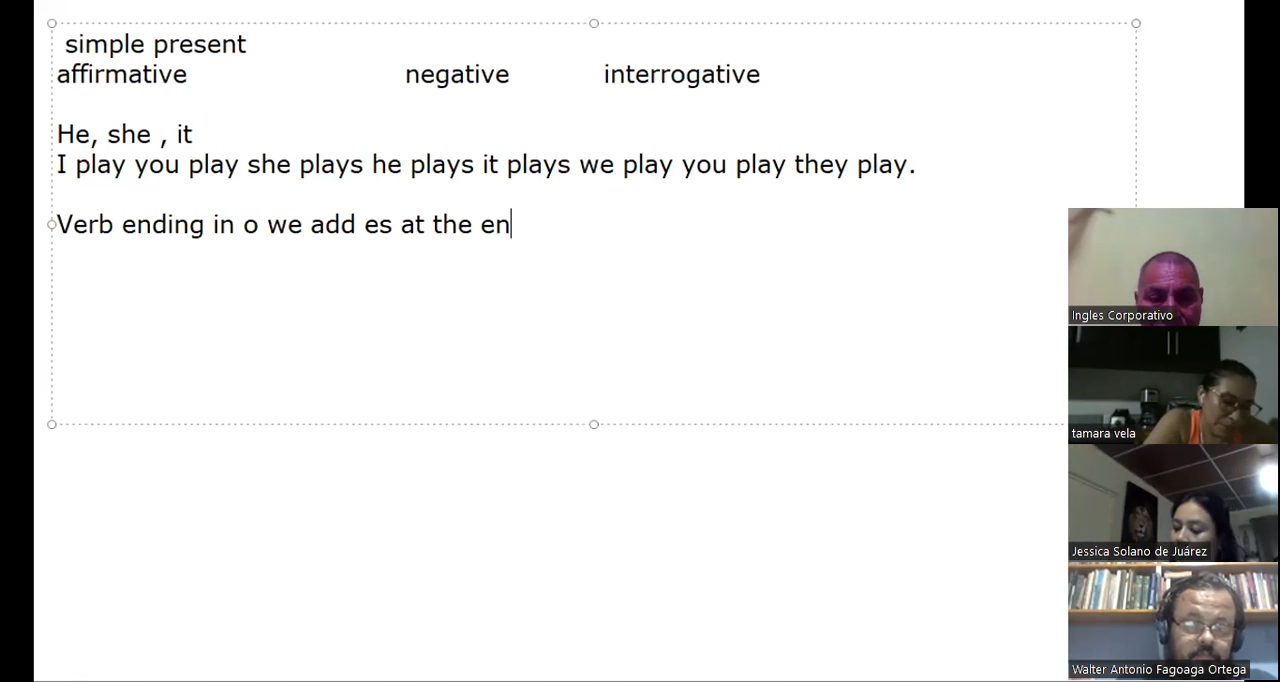 simple present
affirmative negative interrogative
He, she , it
I play you play she plays he plays it plays we play you play they play.
Verb ending in o we add es at the en
Ingles Corporativo
tamara vela
Jessica Solano de Juárez
Walter Antonio Fagoaga Ortega